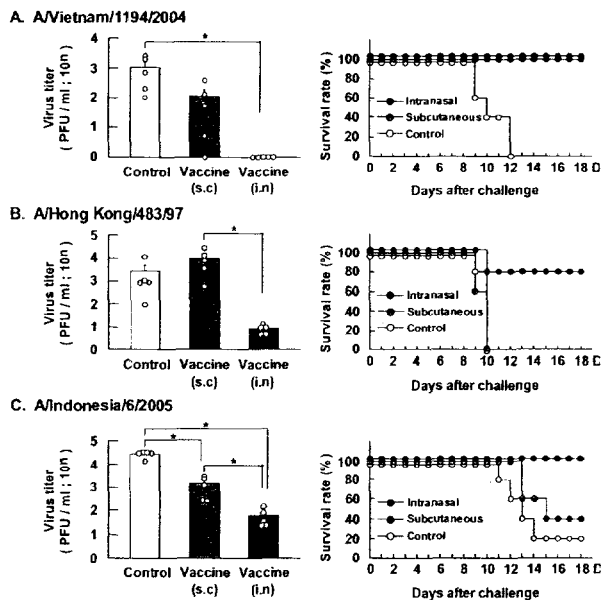 A. A/Vietnam/1194/2004
*
Virus titer
( PFU / ml ; 10n )
4
3
2
1
0
Control
Vaccine
(s.c)
Vaccine
(i.n)
Survival rate (%)
100
80
60
40
20
0
Intranasal
Subcutaneous
Control
0 2 4 6 8 10 12 14 16 18 D
Days after challenge
B. A/Hong Kong/483/97
*
Virus titer
( PFU / ml ; 10n )
5
4
3
2
1
0
Control
Vaccine
(s.c)
Vaccine
(i.n)
Survival rate (%)
100
80
60
40
20
0
Intranasal
Subcutaneous
Control
0 2 4 6 8 10 12 14 16 18 D
Days after challenge
C. A/Indonesia/6/2005
*
*
*
Virus titer
( PFU / ml ; 10n )
5
4
3
2
1
0
Control
Vaccine
(s.c)
Vaccine
(i.n)
Survival rate (%)
100
80
60
40
20
0
Intranasal
Subcutaneous
Control
0 2 4 6 8 10 12 14 16 18 D
Days after challenge